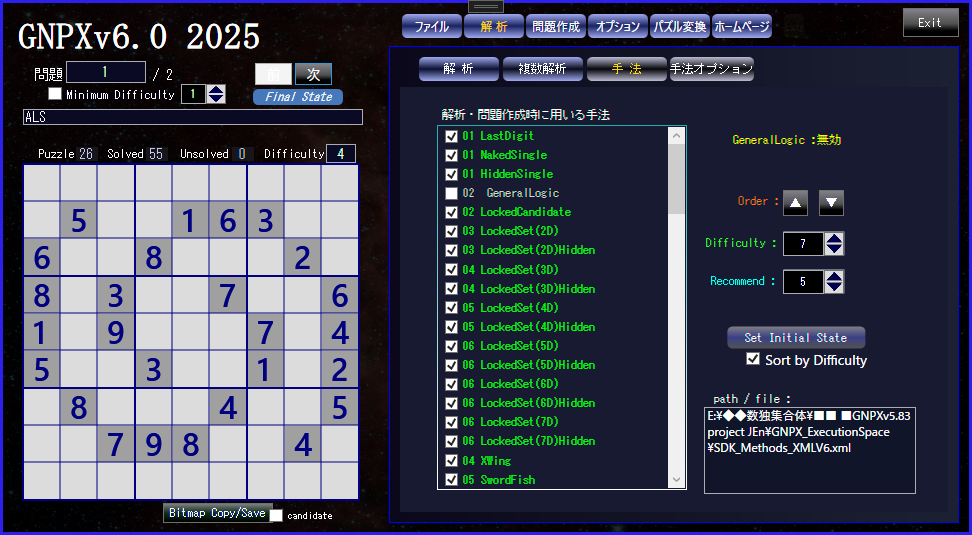 GNPXv6.0 2025
ファイル 解 析 問題作成 オプション パズル変換 ホームページ Exit
問題 1 / 2 前 次
Minimum Difficulty 1 Final State
ALS
Puzzle 26 Solved 55 Unsolved 0 Difficulty 4
5 1 6 3
6 8 2
8 3 7 6
1 9 7 4
5 3 1 2
8 4 5
7 9 8 4
Bitmap Copy/Save candidate
解 析 複数解析 手 法 手法オプション
解析・問題作成時に用いる手法
01 LastDigit
01 NakedSingle
01 HiddenSingle
02 GeneralLogic
02 LockedCandidate
03 LockedSet(2D)
03 LockedSet(2D)Hidden
04 LockedSet(3D)
04 LockedSet(3D)Hidden
05 LockedSet(4D)
05 LockedSet(4D)Hidden
06 LockedSet(5D)
06 LockedSet(5D)Hidden
06 LockedSet(6D)
06 LockedSet(6D)Hidden
06 LockedSet(7D)
06 LockedSet(7D)Hidden
04 XWing
05 SwordFish
GeneralLogic :無効
Order : ▲ ▼
Difficulty : 7
Recommend : 5
Set Initial State
Sort by Difficulty
path / file :
E:¥◆◆数独集合体¥■■ ■GNPXv5.83
project JEn¥GNPX_ExecutionSpace
¥SDK_Methods_XMLV6.xml